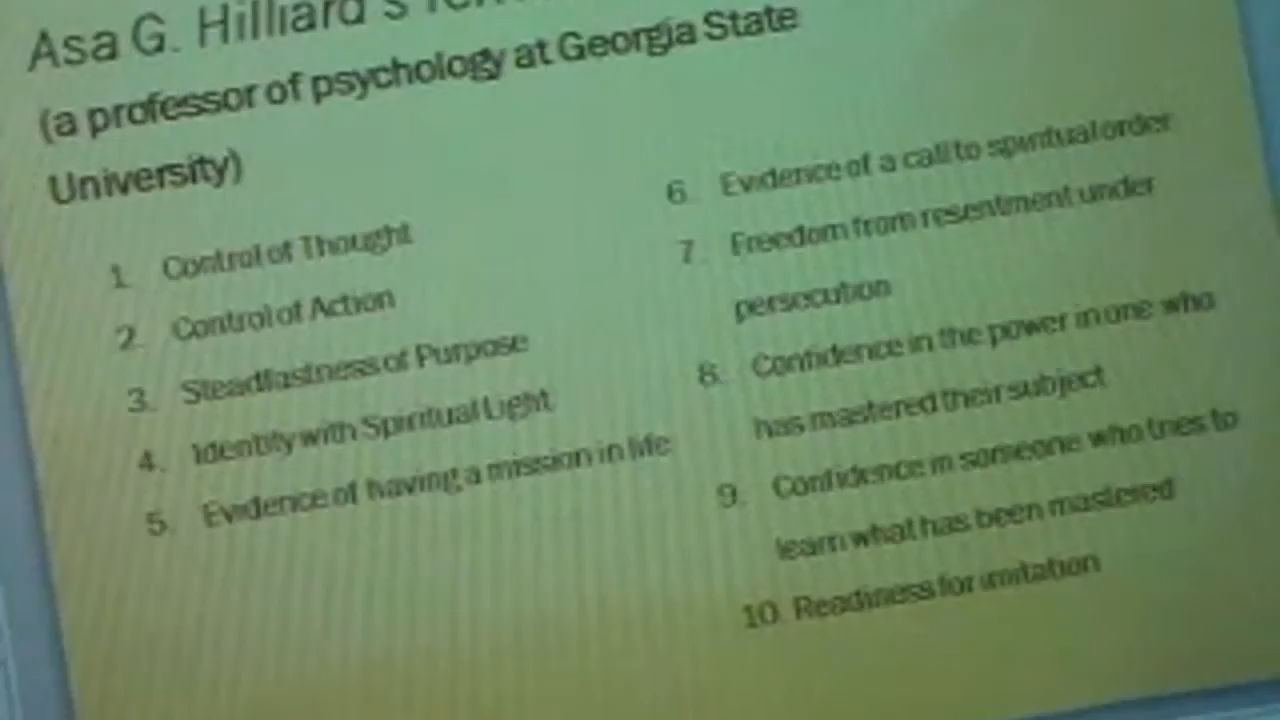 Asa G. Hilliard's
(a professor of psychology at Georgia State
University)
1. Control of Thought
2. Control of Action
3. Steadfastness of Purpose
4. Identity with Spiritual Light
5. Evidence of having a mission in life
6. Evidence of a call to spiritual order
7. Freedom from resentment under
persecution
8. Confidence in the power in one who
has mastered their subject
9. Confidence in someone who tries to
learn what has been mastered
10. Readiness for imitation